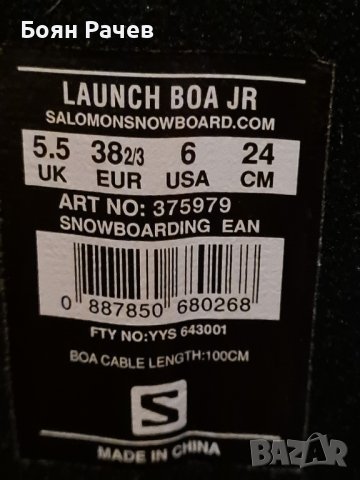 Боян Рачев
LAUNCH BOA JR
SALOMONSNOWBOARD.COM
5.5 38 2/3 6 24
UK EUR USA CM
ART NO: 375979
SNOWBOARDING EAN
0 887850 680268
FTY NO:YYS 643001
BOA CABLE LENGTH:100CM
S
MADE IN CHINA
BAZAR